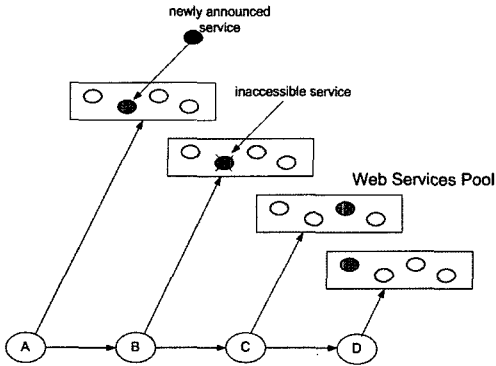 newly announced
service
inaccessible service
Web Services Pool
A
B
C
D